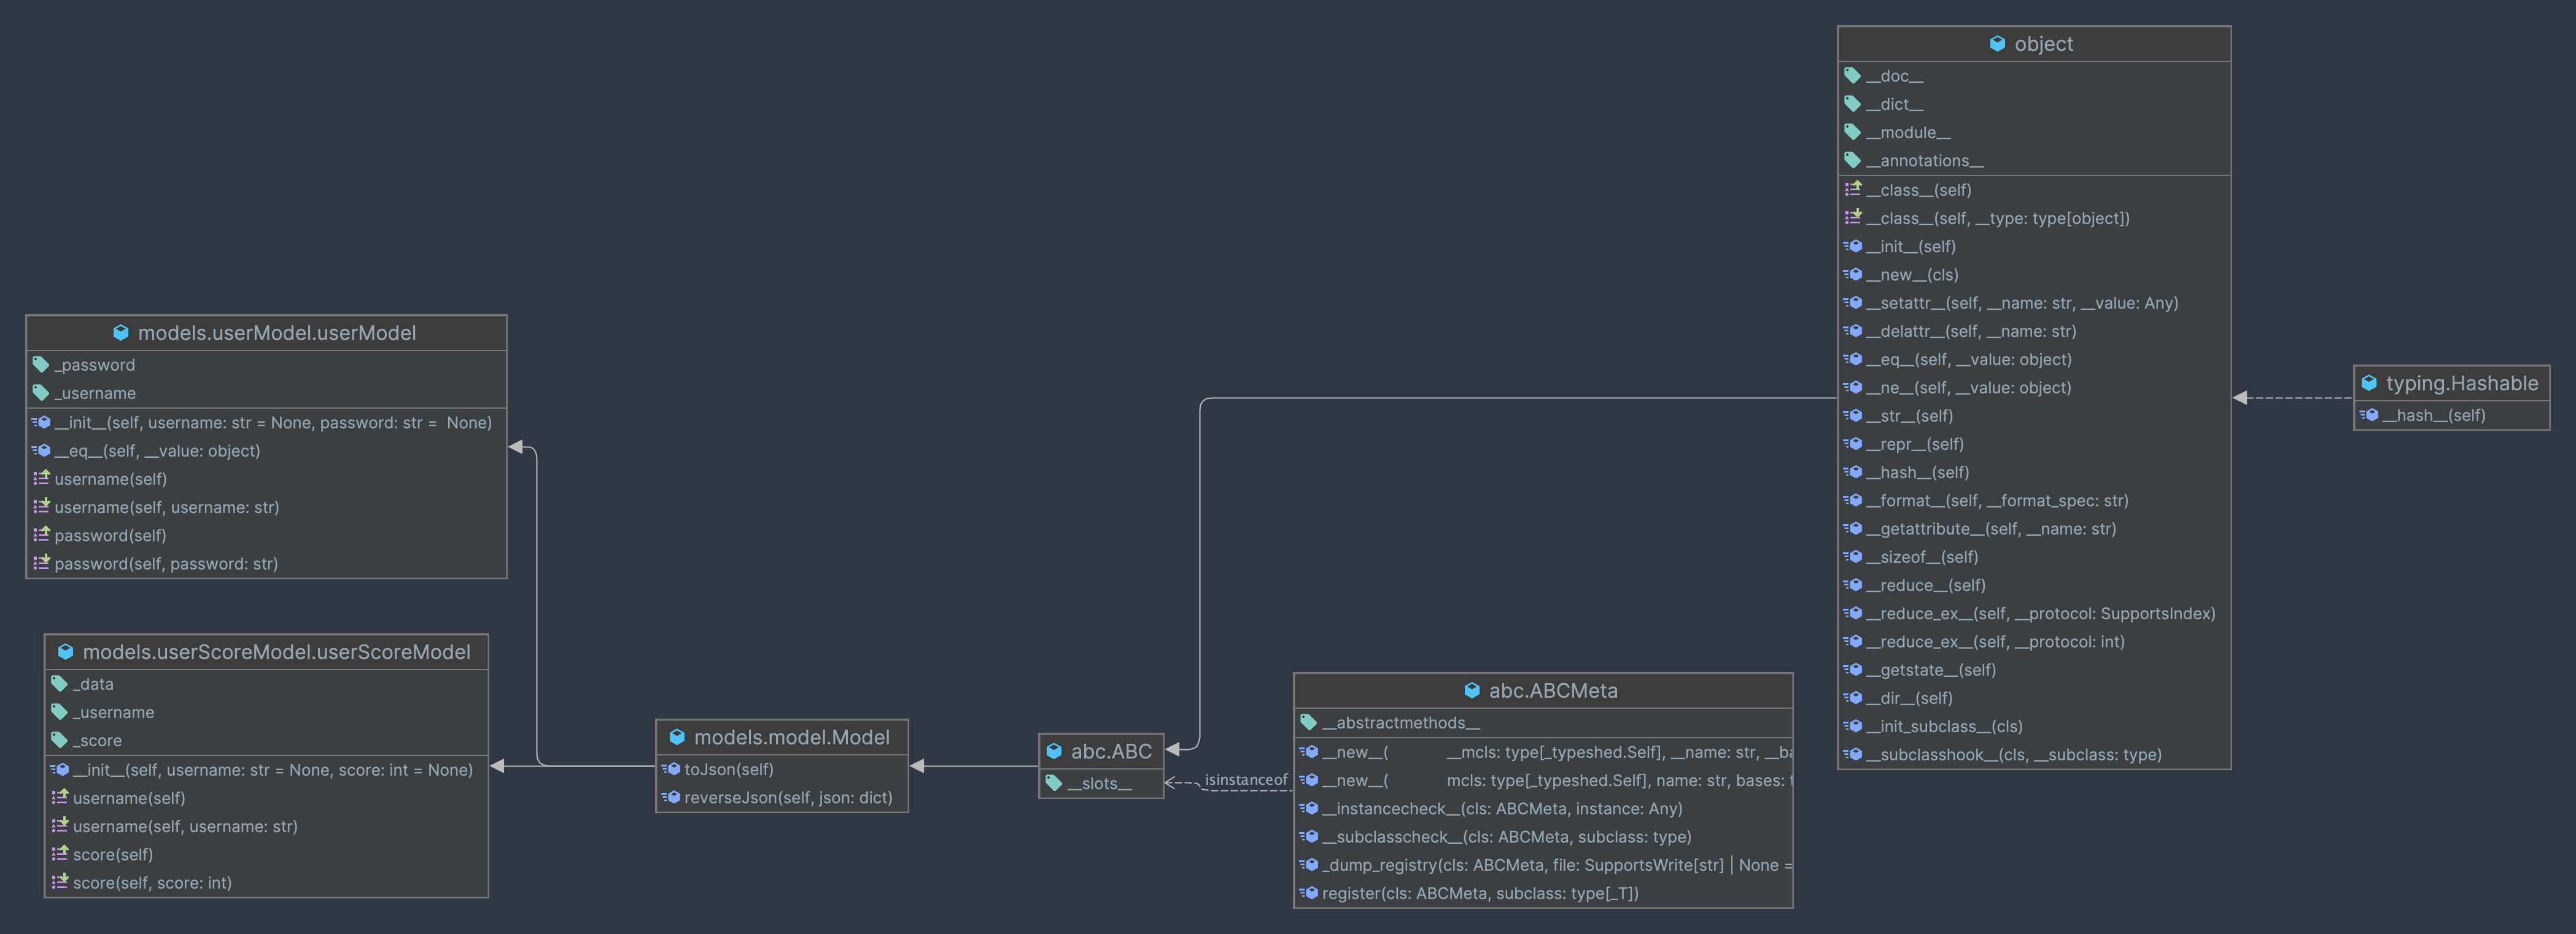 models.userModel.userModel
_password
_username
__init__(self, username: str = None, password: str = None)
__eq__(self, __value: object)
username(self)
username(self, username: str)
password(self)
password(self, password: str)
models.userScoreModel.userScoreModel
_data
_username
_score
__init__(self, username: str = None, score: int = None)
username(self)
username(self, username: str)
score(self)
score(self, score: int)
models.model.Model
toJson(self)
reverseJson(self, json: dict)
abc.ABC
__slots__
isinstanceof
abc.ABCMeta
__abstractmethods__
__new__( __mcls: type[_typeshed.Self], __name: str, __ba
__new__( mcls: type[_typeshed.Self], name: str, bases: t
__instancecheck__(cls: ABCMeta, instance: Any)
__subclasscheck__(cls: ABCMeta, subclass: type)
_dump_registry(cls: ABCMeta, file: SupportsWrite[str] | None =
register(cls: ABCMeta, subclass: type[_T])
object
__doc__
__dict__
__module__
__annotations__
__class__(self)
__class__(self, __type: type[object])
__init__(self)
__new__(cls)
__setattr__(self, __name: str, __value: Any)
__delattr__(self, __name: str)
__eq__(self, __value: object)
__ne__(self, __value: object)
__str__(self)
__repr__(self)
__hash__(self)
__format__(self, __format_spec: str)
__getattribute__(self, __name: str)
__sizeof__(self)
__reduce__(self)
__reduce_ex__(self, __protocol: SupportsIndex)
__reduce_ex__(self, __protocol: int)
__getstate__(self)
__dir__(self)
__init_subclass__(cls)
__subclasshook__(cls, __subclass: type)
typing.Hashable
__hash__(self)